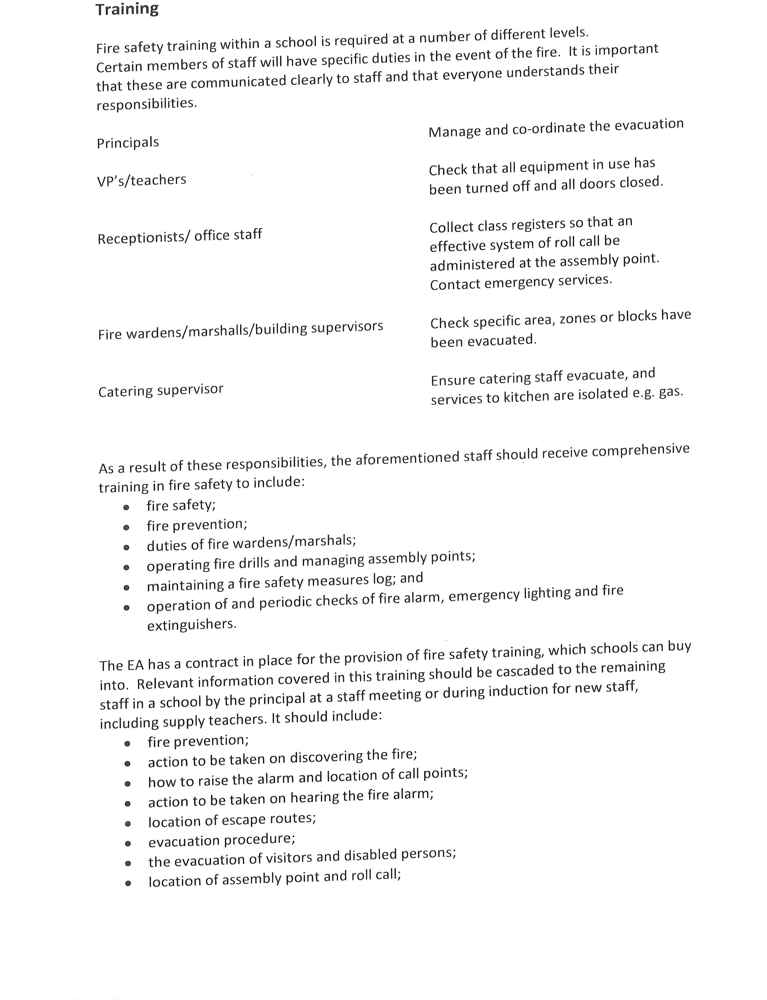 Training
Fire safety training within a school is required at a number of different levels.
Certain members of staff will have specific duties in the event of the fire.  It is important
that these are communicated clearly to staff and that everyone understands their
responsibilities.
Principals
Manage and co-ordinate the evacuation
VP's/teachers
Check that all equipment in use has
been turned off and all doors closed.
Receptionists/ office staff
Collect class registers so that an
effective system of roll call be
administered at the assembly point.
Contact emergency services.
Fire wardens/marshalls/building supervisors
Check specific area, zones or blocks have
been evacuated.
Catering supervisor
Ensure catering staff evacuate, and
services to kitchen are isolated e.g. gas.
As a result of these responsibilities, the aforementioned staff should receive comprehensive
training in fire safety to include:
• fire safety;
• fire prevention;
• duties of fire wardens/marshals;
• operating fire drills and managing assembly points;
• maintaining a fire safety measures log; and
• operation of and periodic checks of fire alarm, emergency lighting and fire
extinguishers.
The EA has a contract in place for the provision of fire safety training, which schools can buy
into.  Relevant information covered in this training should be cascaded to the remaining
staff in a school by the principal at a staff meeting or during induction for new staff,
including supply teachers. It should include:
• fire prevention;
• action to be taken on discovering the fire;
• how to raise the alarm and location of call points;
• action to be taken on hearing the fire alarm;
• location of escape routes;
• evacuation procedure;
• the evacuation of visitors and disabled persons;
• location of assembly point and roll call;